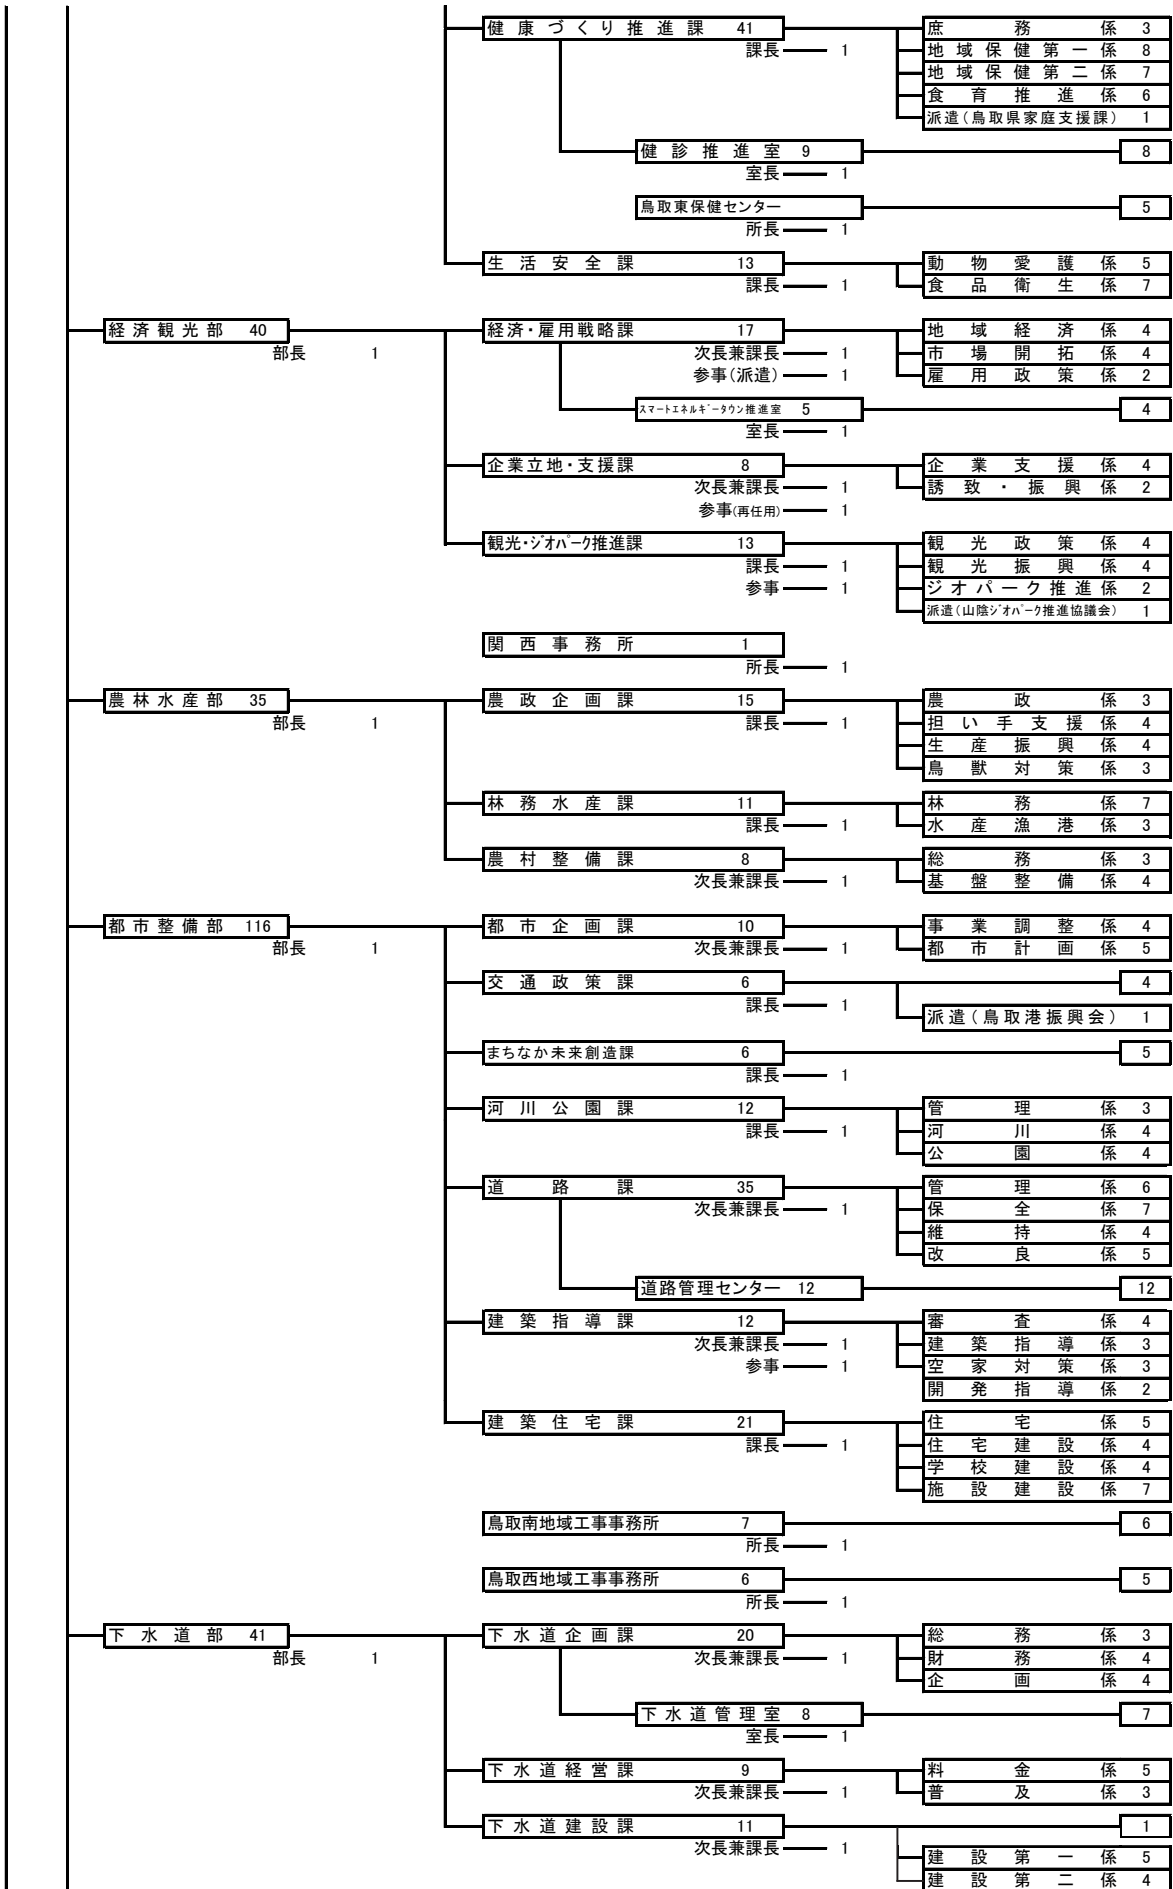 健康づくり推進課 41 庶務係 3
課長 1 地域保健第一係 8
地域保健第二係 7
食育推進係 6
派遣(鳥取県家庭支援課) 1
健診推進室 9 8
室長 1
鳥取東保健センター 5
所長 1
生活安全課 13 動物愛護係 5
課長 1 食品衛生係 7
経済観光部 40 経済・雇用戦略課 17 地域経済係 4
部長 1 次長兼課長 1 市場開拓係 4
参事(派遣) 1 雇用政策係 2
スマートエネルギータウン推進室 5 4
室長 1
企業立地・支援課 8 企業支援係 4
次長兼課長 1 誘致・振興係 2
参事(再任用) 1
観光・ジオパーク推進課 13 観光政策係 4
課長 1 観光振興係 4
参事 1 ジオパーク推進係 2
派遣(山陰ジオパーク推進協議会) 1
関西事務所 1
所長 1
農林水産部 35 農政企画課 15 農政係 3
部長 1 課長 1 担い手支援係 4
生産振興係 4
鳥獣対策係 3
林務水産課 11 林務係 7
課長 1 水産漁港係 3
農村整備課 8 総務係 3
次長兼課長 1 基盤整備係 4
都市整備部 116 都市企画課 10 事業調整係 4
部長 1 次長兼課長 1 都市計画係 5
交通政策課 6 4
課長 1 派遣(鳥取港振興会) 1
まちなか未来創造課 6 5
課長 1
河川公園課 12 管理係 3
課長 1 河川係 4
公園係 4
道路課 35 管理係 6
次長兼課長 1 保全係 7
維持係 4
改良係 5
道路管理センター 12 12
建築指導課 12 審査係 4
次長兼課長 1 建築指導係 3
参事 1 空家対策係 3
開発指導係 2
建築住宅課 21 住宅係 5
課長 1 住宅建設係 4
学校建設係 4
施設建設係 7
鳥取南地域工事事務所 7 6
所長 1
鳥取西地域工事事務所 6 5
所長 1
下水道部 41 下水道企画課 20 総務係 3
部長 1 次長兼課長 1 財務係 4
企画係 4
下水道管理室 8 7
室長 1
下水道経営課 9 料金係 5
次長兼課長 1 普及係 3
下水道建設課 11 1
次長兼課長 1 建設第一係 5
建設第二係 4